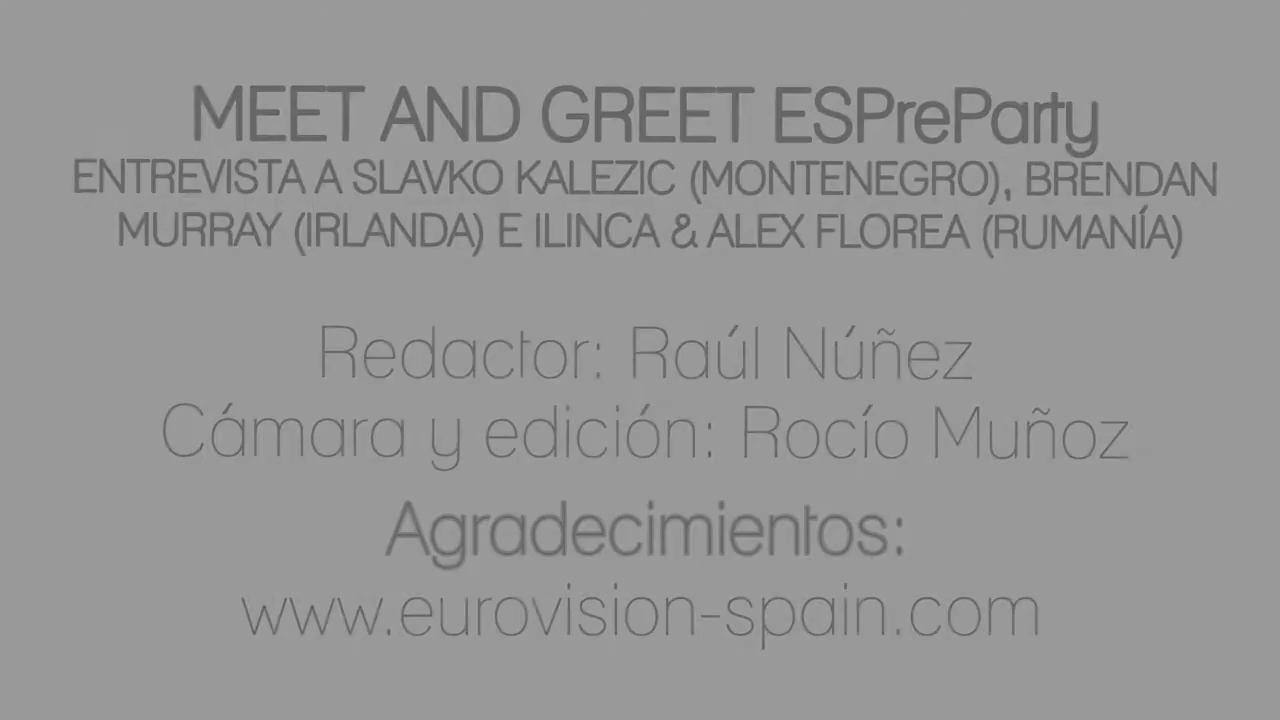 MEET AND GREET ESPreParty
ENTREVISTA A SLAVKO KALEZIC (MONTENEGRO), BRENDAN
MURRAY (IRLANDA) E ILINCA & ALEX FLOREA (RUMANÍA)
Redactor: Raúl Núñez
Cámara y edición: Rocío Muñoz
Agradecimientos:
www.eurovision-spain.com